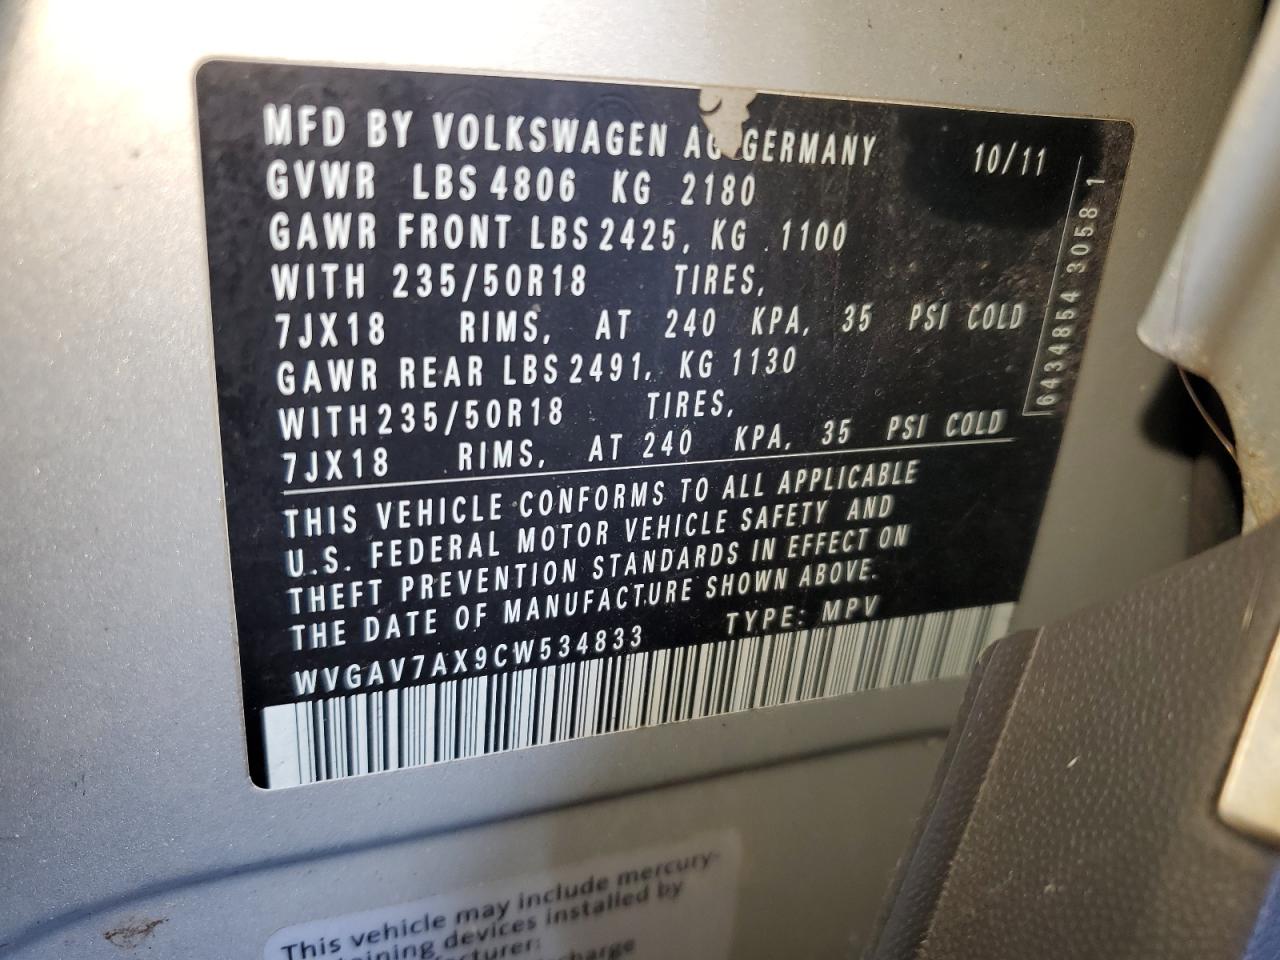 MFD BY VOLKSWAGEN AG GERMANY 10/11
GVWR LBS 4806 KG 2180
GAWR FRONT LBS 2425, KG 1100
WITH 235/50R18 TIRES,
7JX18 RIMS, AT 240 KPA, 35 PSI COLD
GAWR REAR LBS 2491, KG 1130
WITH 235/50R18 TIRES,
7JX18 RIMS, AT 240 KPA, 35 PSI COLD
6434854 3058 1
THIS VEHICLE CONFORMS TO ALL APPLICABLE
U.S. FEDERAL MOTOR VEHICLE SAFETY AND
THEFT PREVENTION STANDARDS IN EFFECT ON
THE DATE OF MANUFACTURE SHOWN ABOVE.
WVGAV7AX9CW534833 TYPE: MPV
This vehicle may include mercury-
devices installed by